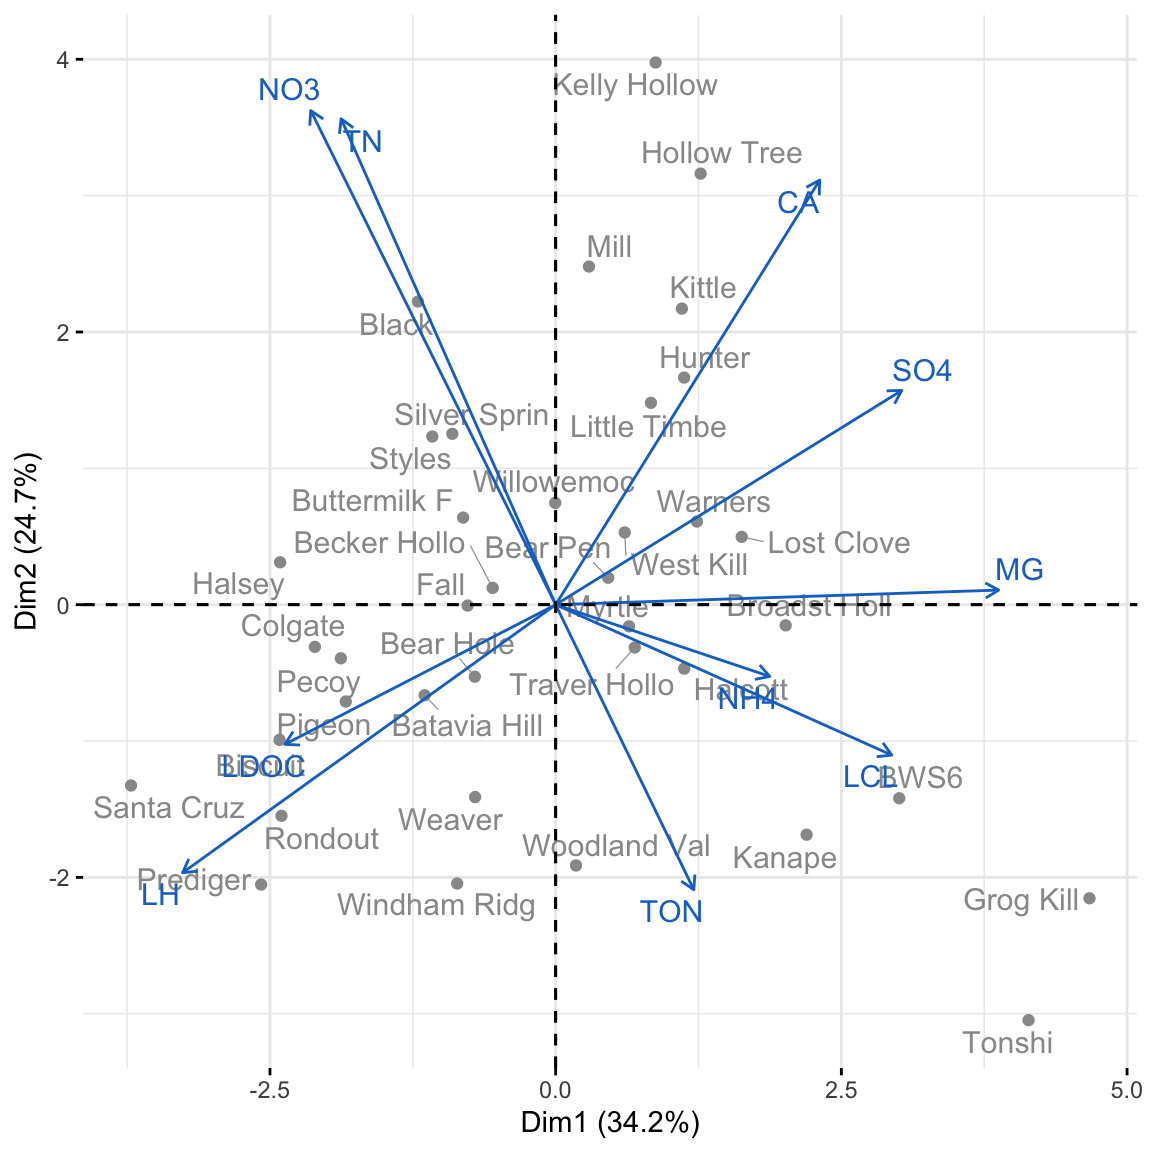 4
NO3
Kelly Hollow
TN
Hollow Tree
CA
Mill
Kittle
Black
2
Hunter
SO4
Silver Sprin
Little Timbe
Styles
Willowemoc
Buttermilk F
Warners
Becker Hollo
Bear Pen
Lost Clove
West Kill
MG
Halsey
Fall
0
Myrtle
Broadst Holl
Colgate
Bear Hole
Pecoy
Traver Hollo
Halcott
NH4
Pigeon
Batavia Hill
Biscuit
LDOC
LCL
BWS6
Santa Cruz
Weaver
Rondout
Woodland Val
Kanape
-2
Prediger
LH
Windham Ridg
TON
Grog Kill
Tonshi
-2.5
0.0
2.5
5.0
Dim1 (34.2%)
Dim2 (24.7%)